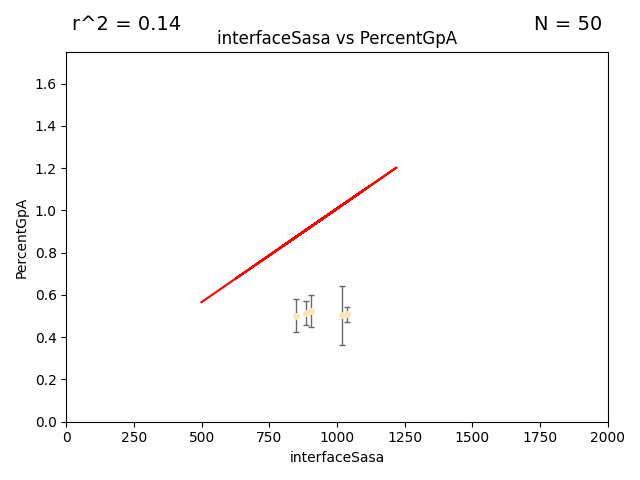 r^2 = 0.14
N = 50
interfaceSasa vs PercentGpA
1.6
1.4
1.2
1.0
0.8
0.6
0.4
0.2
0.0
PercentGpA
0 250 500 750 1000 1250 1500 1750 2000
interfaceSasa